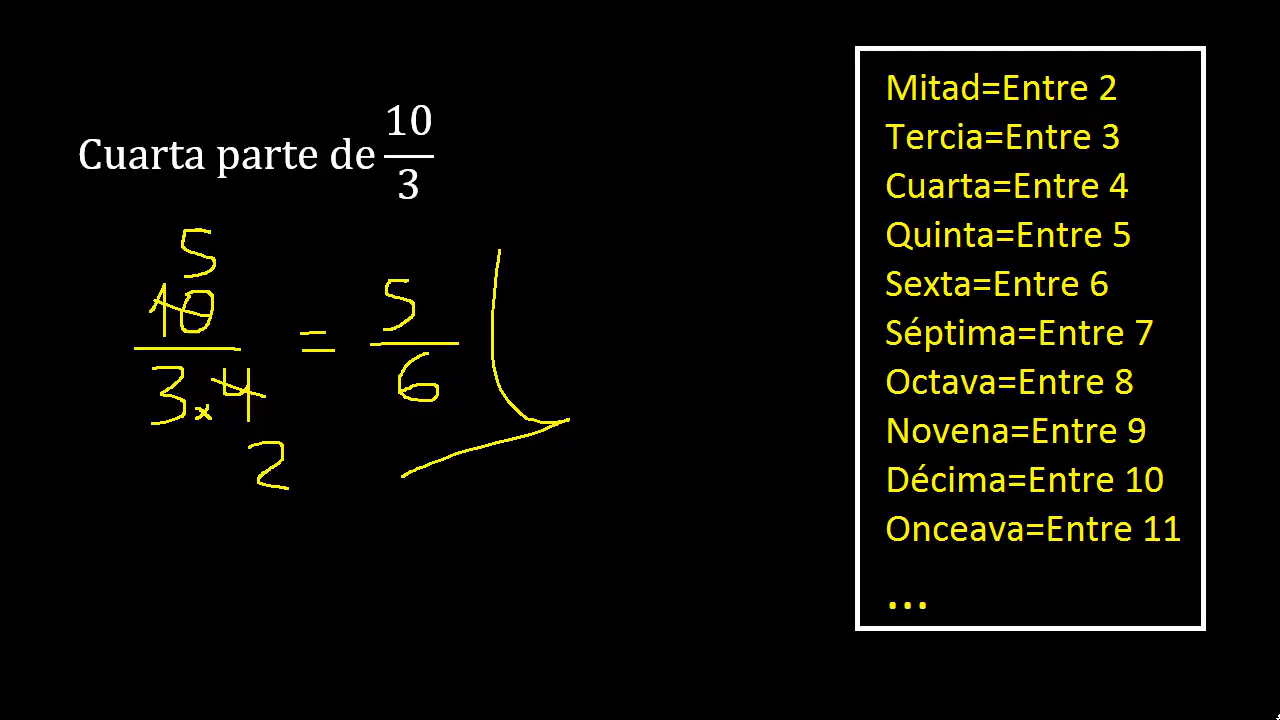 Cuarta parte de 10/3
5
10/3x4 = 5/6
2
Mitad=Entre 2
Tercia=Entre 3
Cuarta=Entre 4
Quinta=Entre 5
Sexta=Entre 6
Séptima=Entre 7
Octava=Entre 8
Novena=Entre 9
Décima=Entre 10
Onceava=Entre 11
...